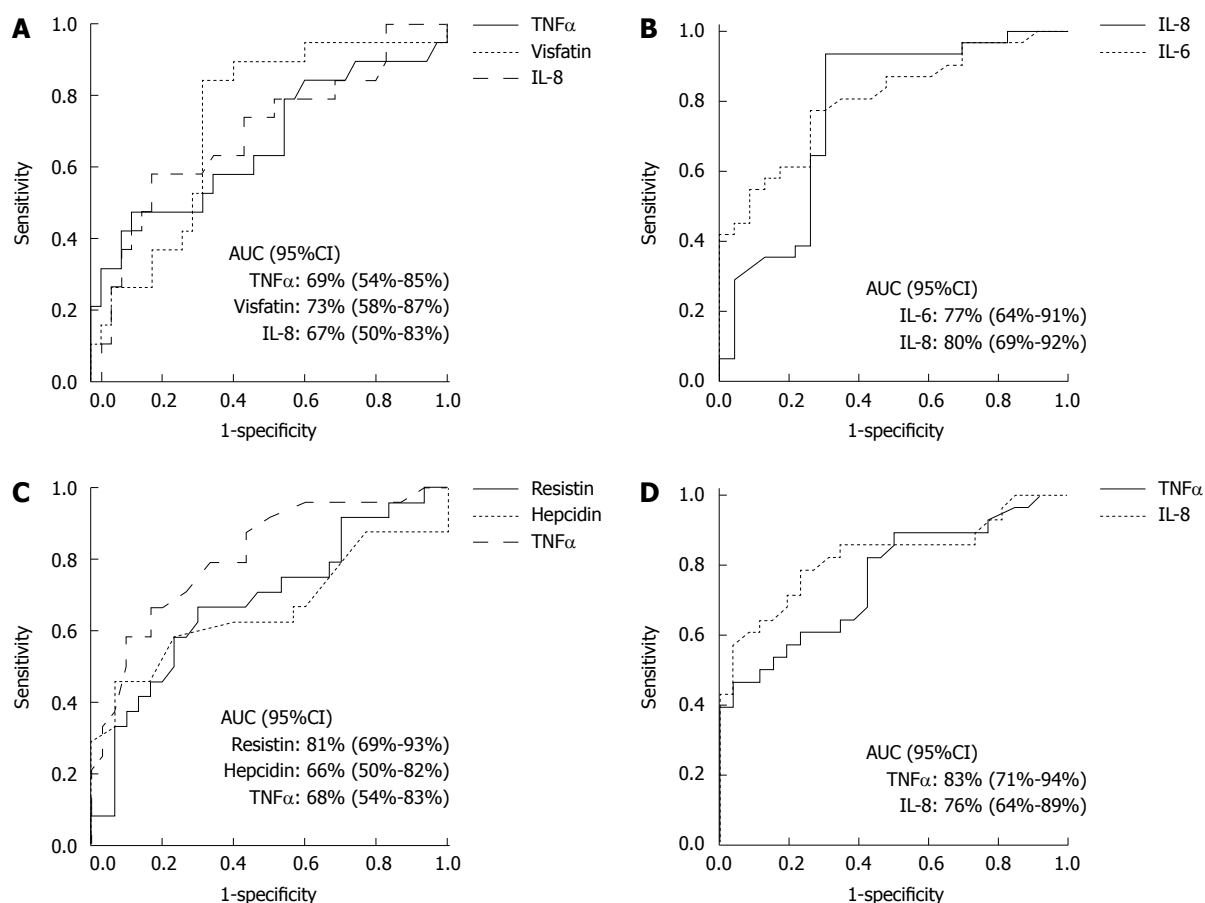 A
1.0
0.8
0.6
0.4
0.2
0.0
Sensitivity
0.0 0.2 0.4 0.6 0.8 1.0
1-specificity
TNFα
Visfatin
IL-8
AUC (95%CI)
TNFα: 69% (54%-85%)
Visfatin: 73% (58%-87%)
IL-8: 67% (50%-83%)
B
1.0
0.8
0.6
0.4
0.2
0.0
Sensitivity
0.0 0.2 0.4 0.6 0.8 1.0
1-specificity
IL-8
IL-6
AUC (95%CI)
IL-6: 77% (64%-91%)
IL-8: 80% (69%-92%)
C
1.0
0.8
0.6
0.4
0.2
0.0
Sensitivity
0.0 0.2 0.4 0.6 0.8 1.0
1-specificity
Resistin
Hepcidin
TNFα
AUC (95%CI)
Resistin: 81% (69%-93%)
Hepcidin: 66% (50%-82%)
TNFα: 68% (54%-83%)
D
1.0
0.8
0.6
0.4
0.2
0.0
Sensitivity
0.0 0.2 0.4 0.6 0.8 1.0
1-specificity
TNFα
IL-8
AUC (95%CI)
TNFα: 83% (71%-94%)
IL-8: 76% (64%-89%)